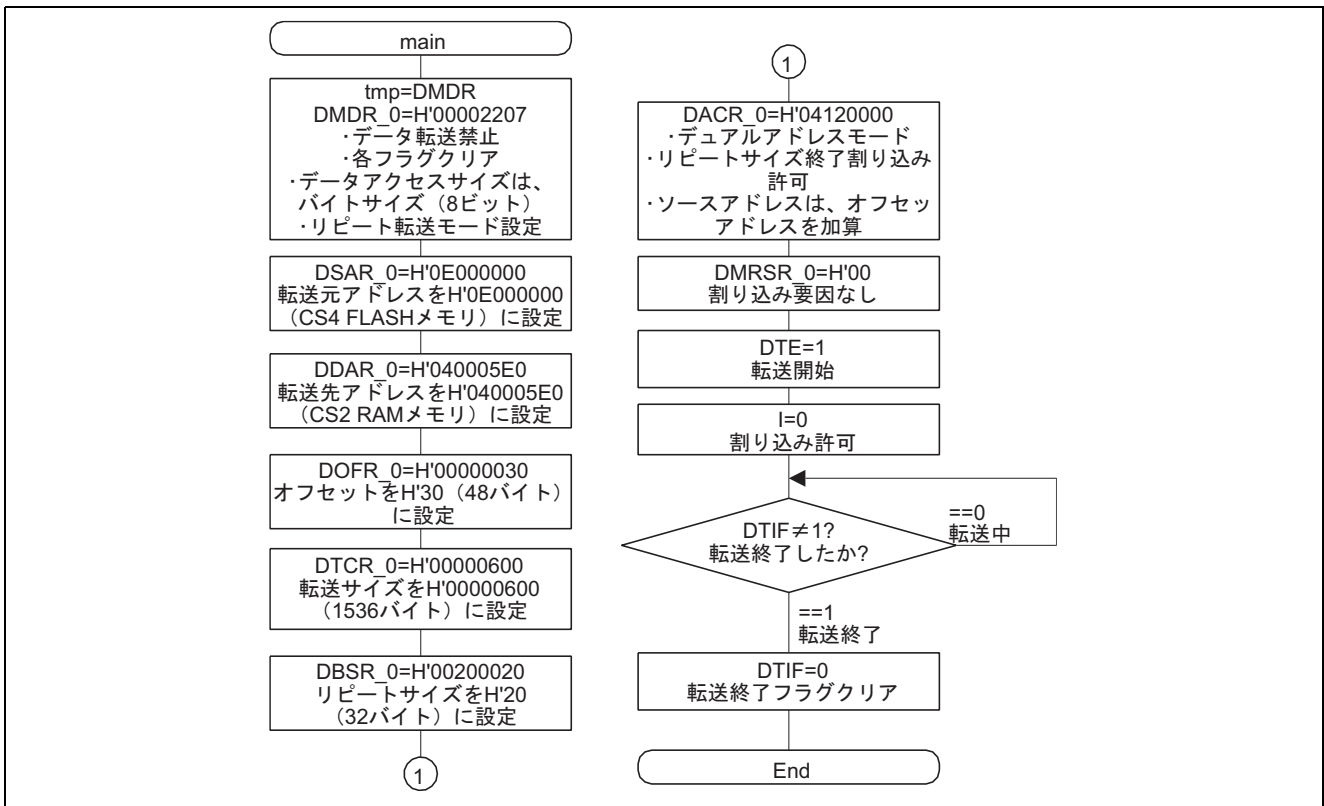 main
tmp=DMDR
DMDR_0=H'00002207
・データ転送禁止
・各フラグクリア
・データアクセスサイズは、
バイトサイズ（8ビット）
・リピート転送モード設定
DSAR_0=H'0E000000
転送元アドレスをH'0E000000
（CS4 FLASHメモリ）に設定
DDAR_0=H'040005E0
転送先アドレスをH'040005E0
（CS2 RAMメモリ）に設定
DOFR_0=H'00000030
オフセットをH'30（48バイト）
に設定
DTCR_0=H'00000600
転送サイズをH'00000600
（1536バイト）に設定
DBSR_0=H'00200020
リピートサイズをH'20
（32バイト）に設定
1
1
DACR_0=H'04120000
・デュアルアドレスモード
・リピートサイズ終了割り込み
許可
・ソースアドレスは、オフセッ
アドレスを加算
DMRSR_0=H'00
割り込み要因なし
DTE=1
転送開始
I=0
割り込み許可
DTIF≠1?
転送終了したか?
==0
転送中
==1
転送終了
DTIF=0
転送終了フラグクリア
End